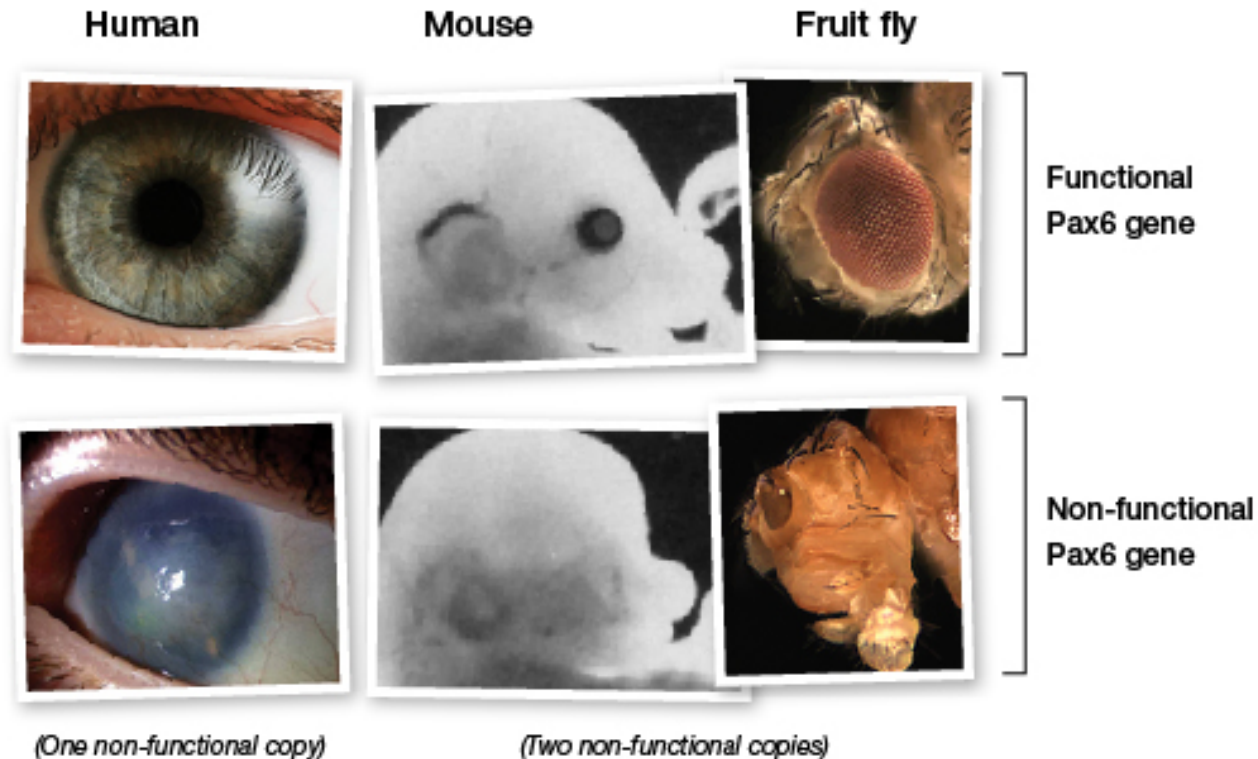 Human
Mouse
Fruit fly
Functional
Pax6 gene
Non-functional
Pax6 gene
(One non-functional copy)
(Two non-functional copies)